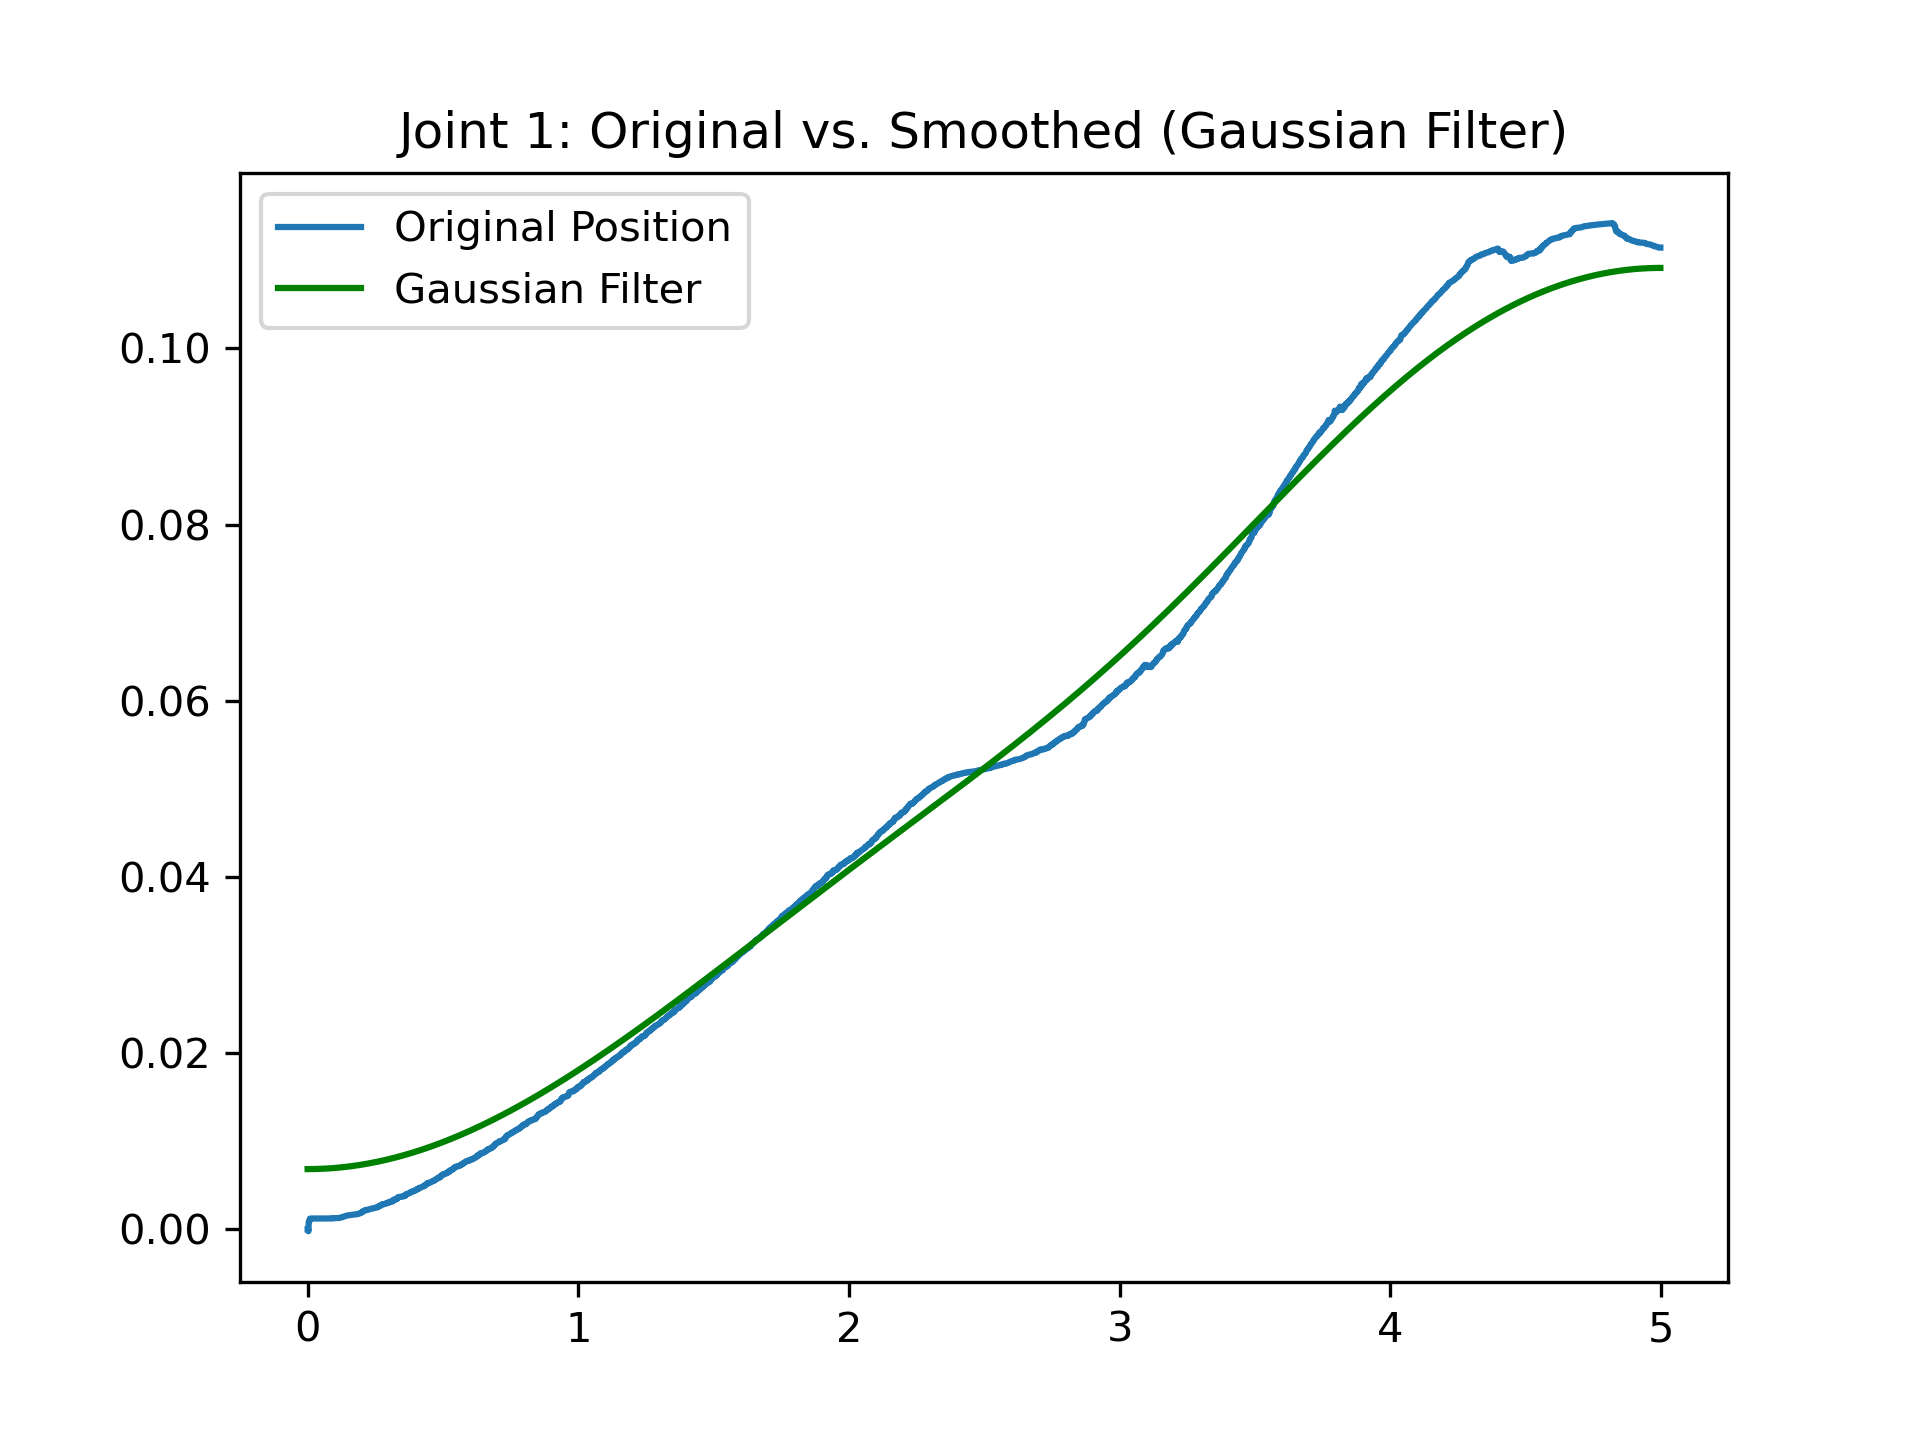 Joint 1: Original vs. Smoothed (Gaussian Filter)
Original Position
Gaussian Filter
0.10
0.08
0.06
0.04
0.02
0.00
0 1 2 3 4 5